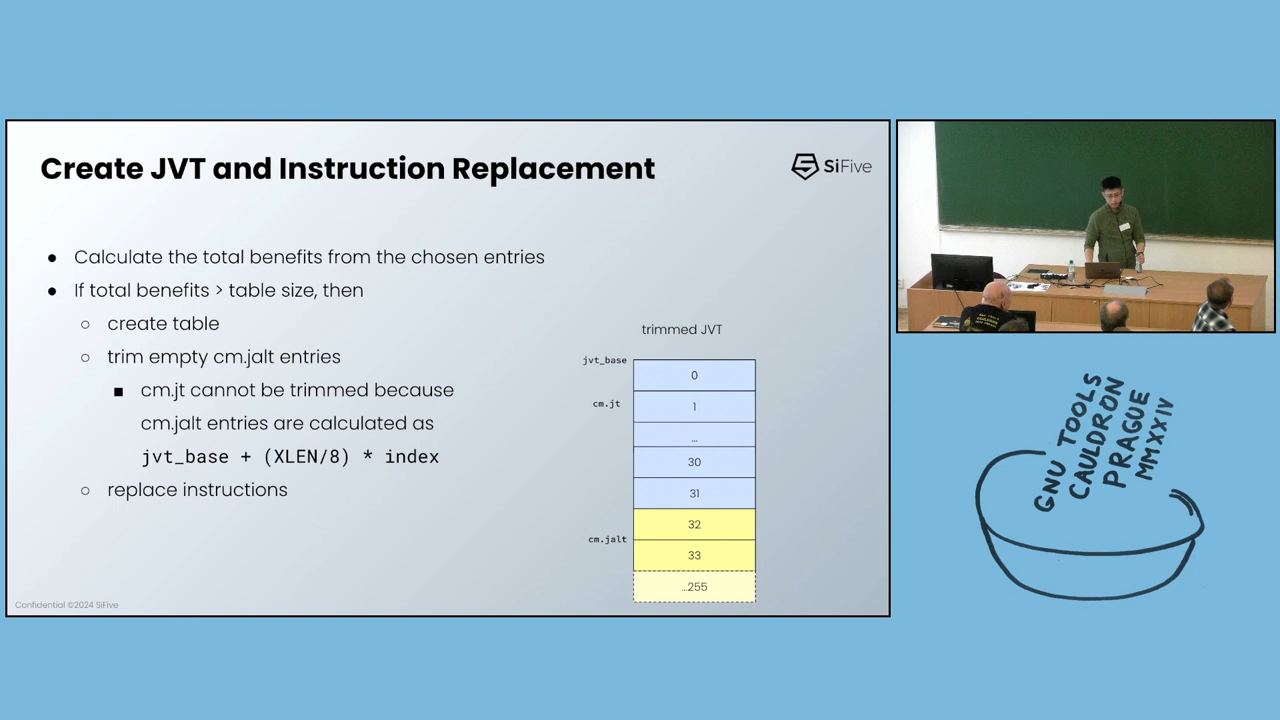 Create JVT and Instruction Replacement
SiFive
● Calculate the total benefits from the chosen entries
● If total benefits > table size, then
○ create table
○ trim empty cm.jalt entries
■ cm.jt cannot be trimmed because
cm.jalt entries are calculated as
jvt_base + (XLEN/8) * index
○ replace instructions
trimmed JVT
jvt_base
0
cm.jt
1
...
30
31
32
cm.jalt
33
...255
Confidential ©2024 SiFive
GNU TOOLS
CAULDRON
PRAGUE
MMXXIV